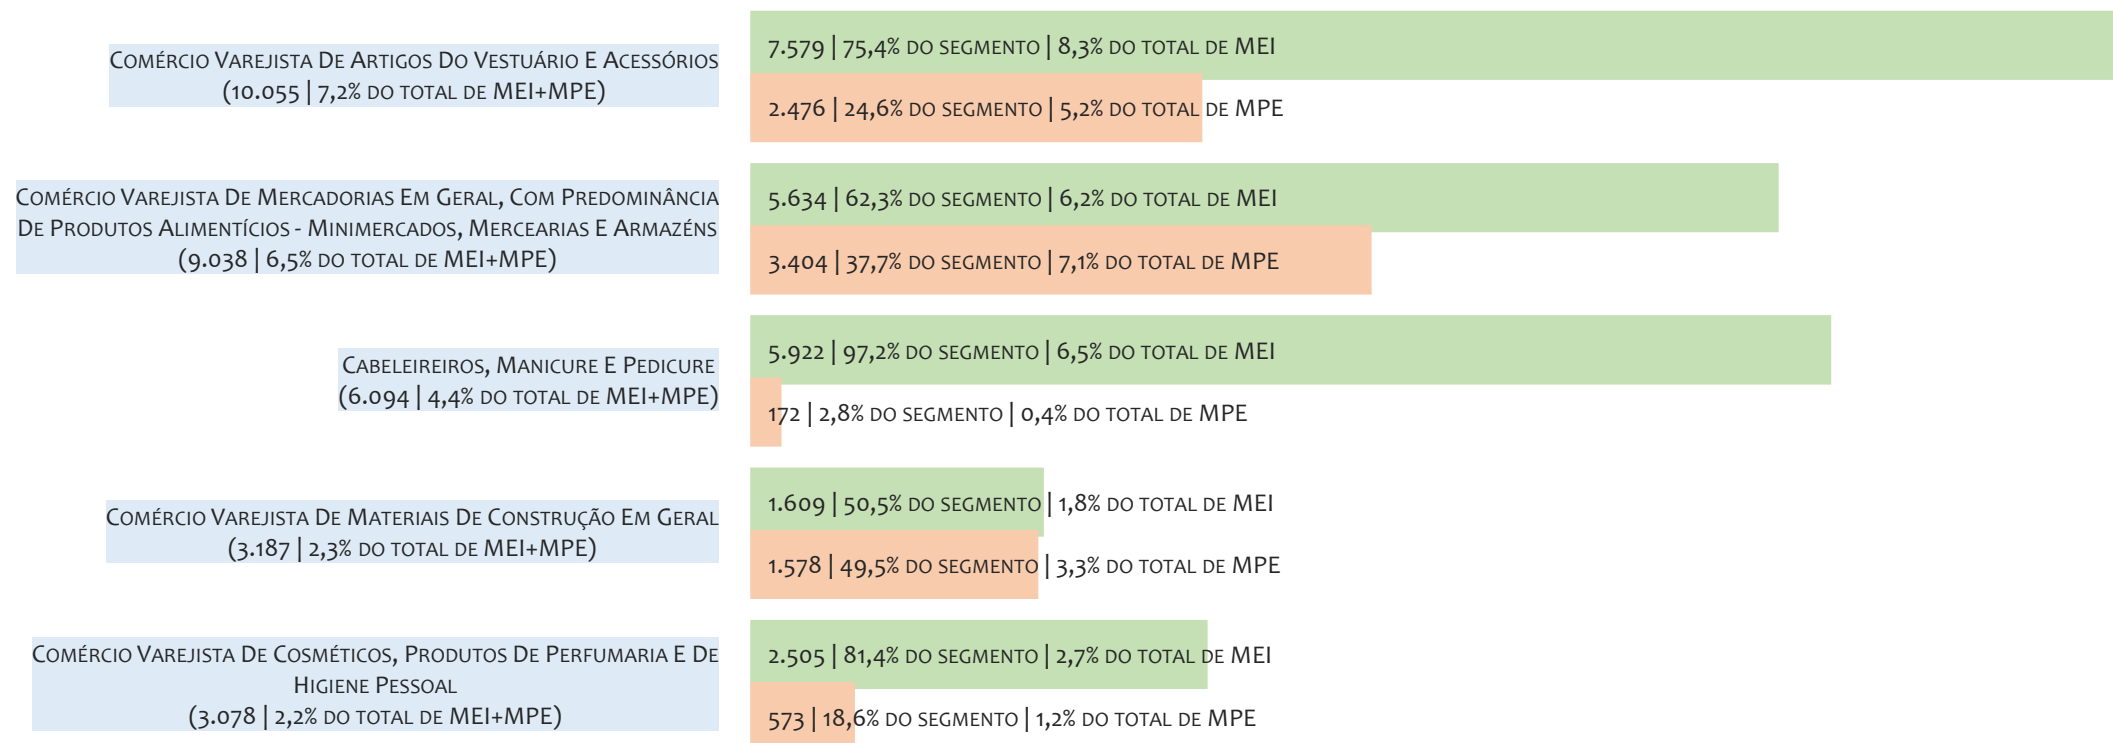 Comércio Varejista De Artigos Do Vestuário E Acessórios
(10.055 | 7,2% do total de MEI+MPE)
7.579 | 75,4% do segmento | 8,3% do total de MEI
2.476 | 24,6% do segmento | 5,2% do total de MPE
Comércio Varejista De Mercadorias Em Geral, Com Predominância
De Produtos Alimentícios - Minimercados, Mercearias E Armazéns
(9.038 | 6,5% do total de MEI+MPE)
5.634 | 62,3% do segmento | 6,2% do total de MEI
3.404 | 37,7% do segmento | 7,1% do total de MPE
Cabeleireiros, Manicure E Pedicure
(6.094 | 4,4% do total de MEI+MPE)
5.922 | 97,2% do segmento | 6,5% do total de MEI
172 | 2,8% do segmento | 0,4% do total de MPE
Comércio Varejista De Materiais De Construção Em Geral
(3.187 | 2,3% do total de MEI+MPE)
1.609 | 50,5% do segmento | 1,8% do total de MEI
1.578 | 49,5% do segmento | 3,3% do total de MPE
Comércio Varejista De Cosméticos, Produtos De Perfumaria E De
Higiene Pessoal
(3.078 | 2,2% do total de MEI+MPE)
2.505 | 81,4% do segmento | 2,7% do total de MEI
573 | 18,6% do segmento | 1,2% do total de MPE